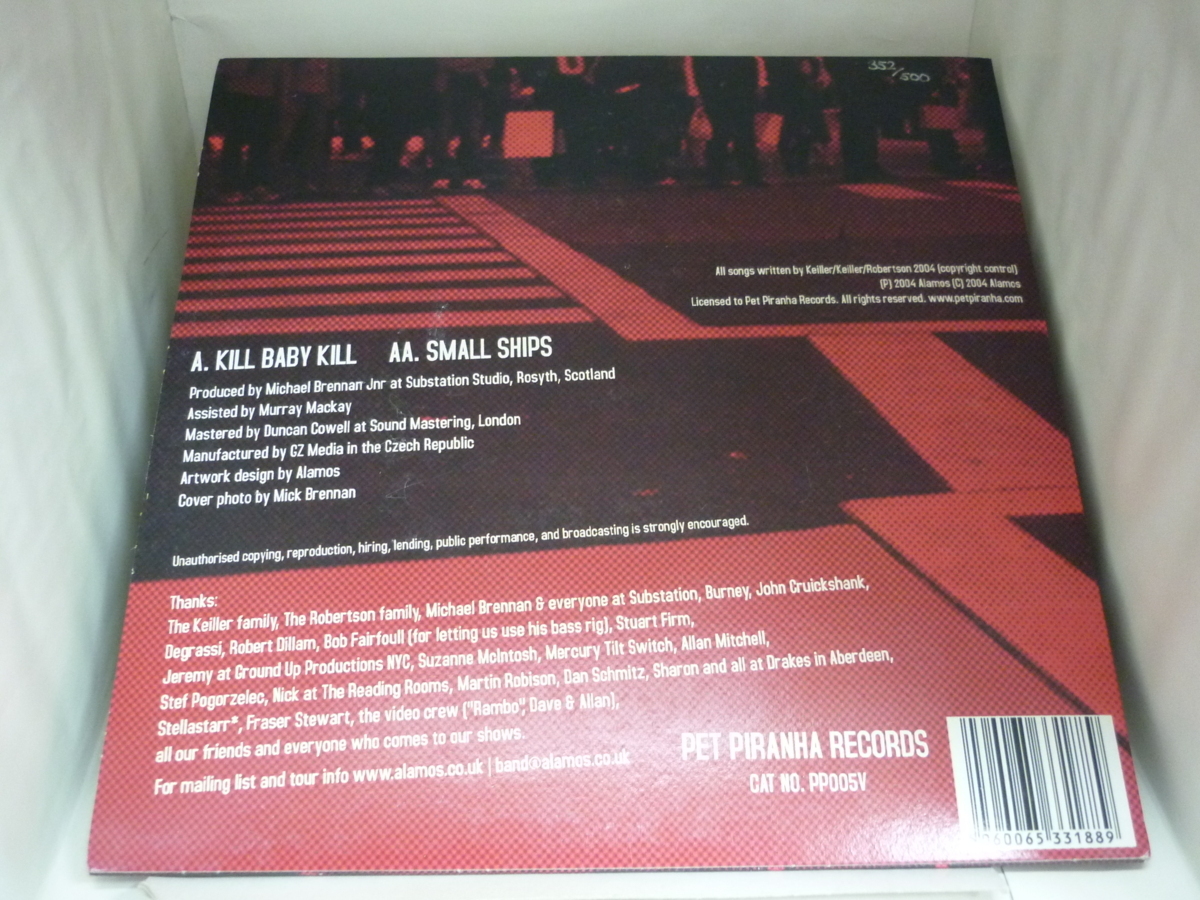 352/500
All songs written by Keiller/Keiller/Robertson 2004 (copyright control)
(P) 2004 Alamos (C) 2004 Alamos
Licensed to Pet Piranha Records. All rights reserved. www.petpiranha.com
A. KILL BABY KILL AA. SMALL SHIPS
Produced by Michael Brennan Jnr at Substation Studio, Rosyth, Scotland
Assisted by Murray Mackay
Mastered by Duncan Cowell at Sound Mastering, London
Manufactured by GZ Media in the Czech Republic
Artwork design by Alamos
Cover photo by Mick Brennan
Unauthorised copying, reproduction, hiring, lending, public performance, and broadcasting is strongly encouraged.
Thanks:
The Keiller family, The Robertson family, Michael Brennan & everyone at Substation, Burney, John Cruickshank,
Degrassi, Robert Dillam, Bob Fairfoull (for letting us use his bass rig), Stuart Firm,
Jeremy at Ground Up Productions NYC, Suzanne McIntosh, Mercury Tilt Switch, Allan Mitchell,
Stef Pogorzelec, Nick at The Reading Rooms, Martin Robison, Dan Schmitz, Sharon and all at Drakes in Aberdeen,
Stellastarr*, Fraser Stewart, the video crew ("Rambo", Dave & Allan),
all our friends and everyone who comes to our shows.
For mailing list and tour info www.alamos.co.uk | band@alamos.co.uk
PET PIRANHA RECORDS
CAT NO. PP005V
060065 331889